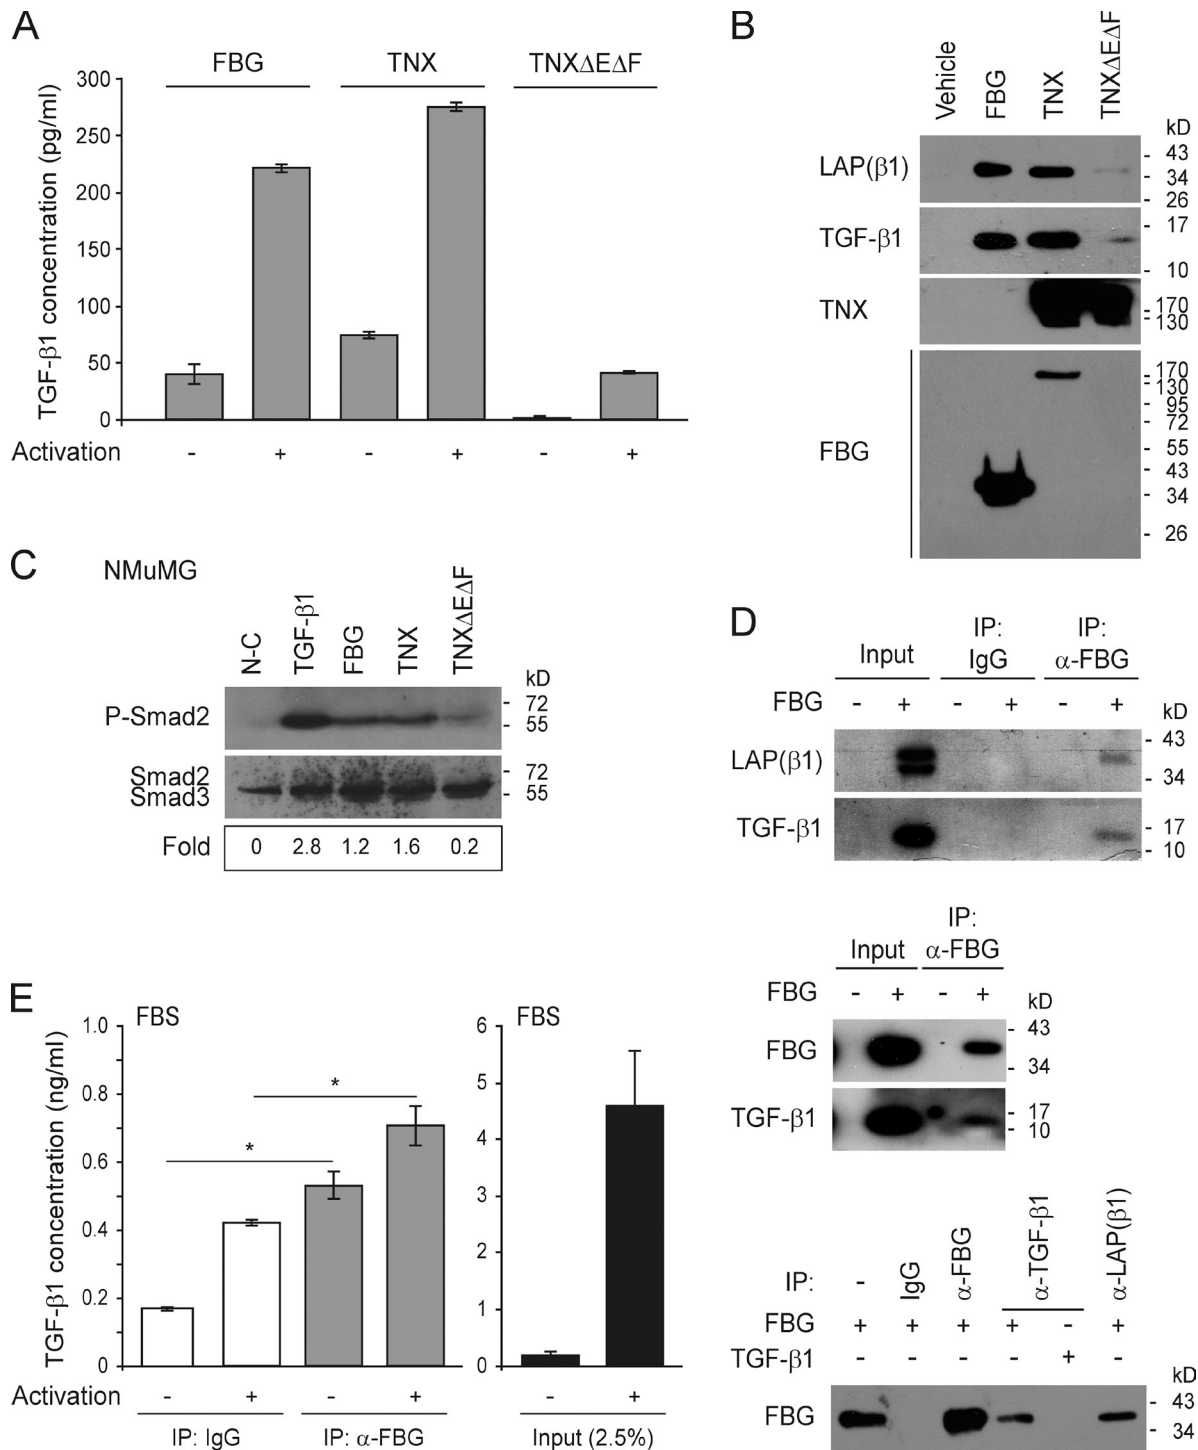 A
FBG TNX TNXΔEΔF
TGF-β1 concentration (pg/ml)
300
250
200
150
100
50
0
Activation - + - + - +
B
Vehicle FBG TNX TNXΔEΔF
kD
LAP(β1)
- 43
- 34
- 26
TGF-β1
- 17
- 10
TNX
- 170
- 130
FBG
- 170
- 130
- 95
- 72
- 55
- 43
- 34
- 26
C
NMuMG
N-C TGF-β1 FBG TNX TNXΔEΔF
kD
P-Smad2
- 72
- 55
Smad2
Smad3
- 72
- 55
Fold 0 2.8 1.2 1.6 0.2
D
Input IP: IgG IP: α-FBG
FBG - + - + - +
kD
LAP(β1)
- 43
- 34
TGF-β1
- 17
- 10
Input IP: α-FBG
FBG - + - +
kD
FBG
- 43
- 34
TGF-β1
- 17
- 10
IP: - IgG α-FBG α-TGF-β1 α-LAP(β1)
FBG + + + + - +
TGF-β1 - - - - + -
kD
FBG
- 43
- 34
E
FBS
TGF-β1 concentration (ng/ml)
1.0
0.8
0.6
0.4
0.2
0
*
*
Activation - + - +
IP: IgG IP: α-FBG
FBS
6
5
4
3
2
1
0
- +
Input (2.5%)